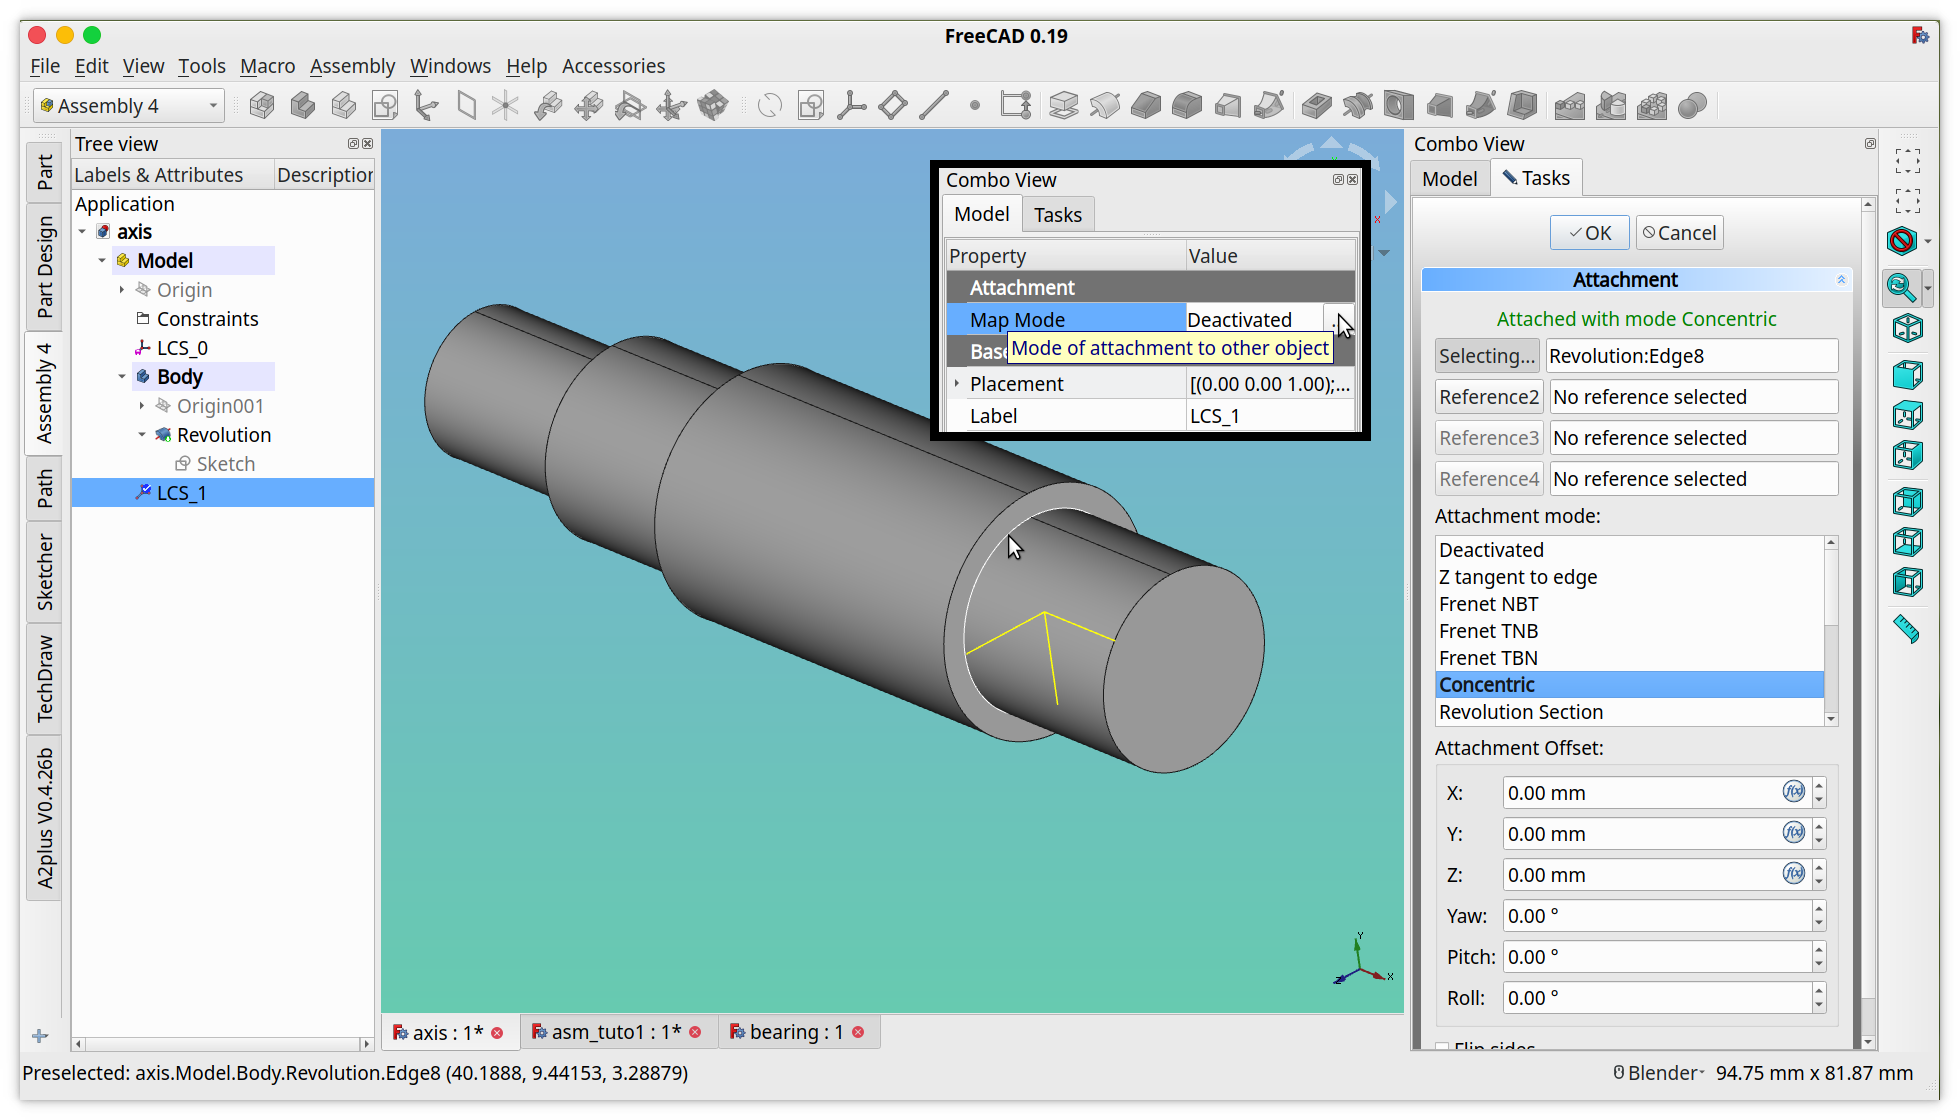 FreeCAD 0.19
File Edit View Tools Macro Assembly Windows Help Accessories
Assembly 4
Part
Part Design
Assembly 4
Path
Sketcher
TechDraw
A2plus V0.4.26b
Tree view
Labels & Attributes Description
Application
axis
Model
Origin
Constraints
LCS_0
Body
Origin001
Revolution
Sketch
LCS_1
Combo View
Model Tasks
Property Value
Attachment
Map Mode Deactivated ...
Mode of attachment to other object
Base
Placement [(0.00 0.00 1.00);...
Label LCS_1
x
Y
X
Z
axis : 1*
asm_tuto1 : 1*
bearing : 1
Combo View
Model Tasks
OK Cancel
Attachment
Attached with mode Concentric
Selecting... Revolution:Edge8
Reference2 No reference selected
Reference3 No reference selected
Reference4 No reference selected
Attachment mode:
Deactivated
Z tangent to edge
Frenet NBT
Frenet TNB
Frenet TBN
Concentric
Revolution Section
Attachment Offset:
X: 0.00 mm f(x)
Y: 0.00 mm f(x)
Z: 0.00 mm f(x)
Yaw: 0.00 °
Pitch: 0.00 °
Roll: 0.00 °
Flip sides
Preselected: axis.Model.Body.Revolution.Edge8 (40.1888, 9.44153, 3.28879)
Blender 94.75 mm x 81.87 mm